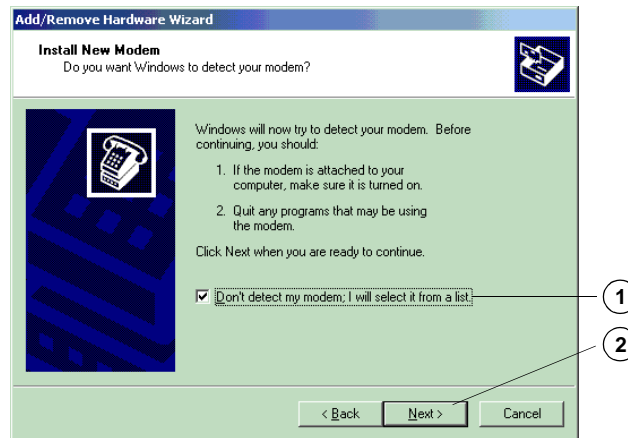 Add/Remove Hardware Wizard
Install New Modem
Do you want Windows to detect your modem?
Windows will now try to detect your modem. Before
continuing, you should:
1. If the modem is attached to your
computer, make sure it is turned on.
2. Quit any programs that may be using
the modem.
Click Next when you are ready to continue.
Don't detect my modem; I will select it from a list.
1
2
< Back
Next >
Cancel